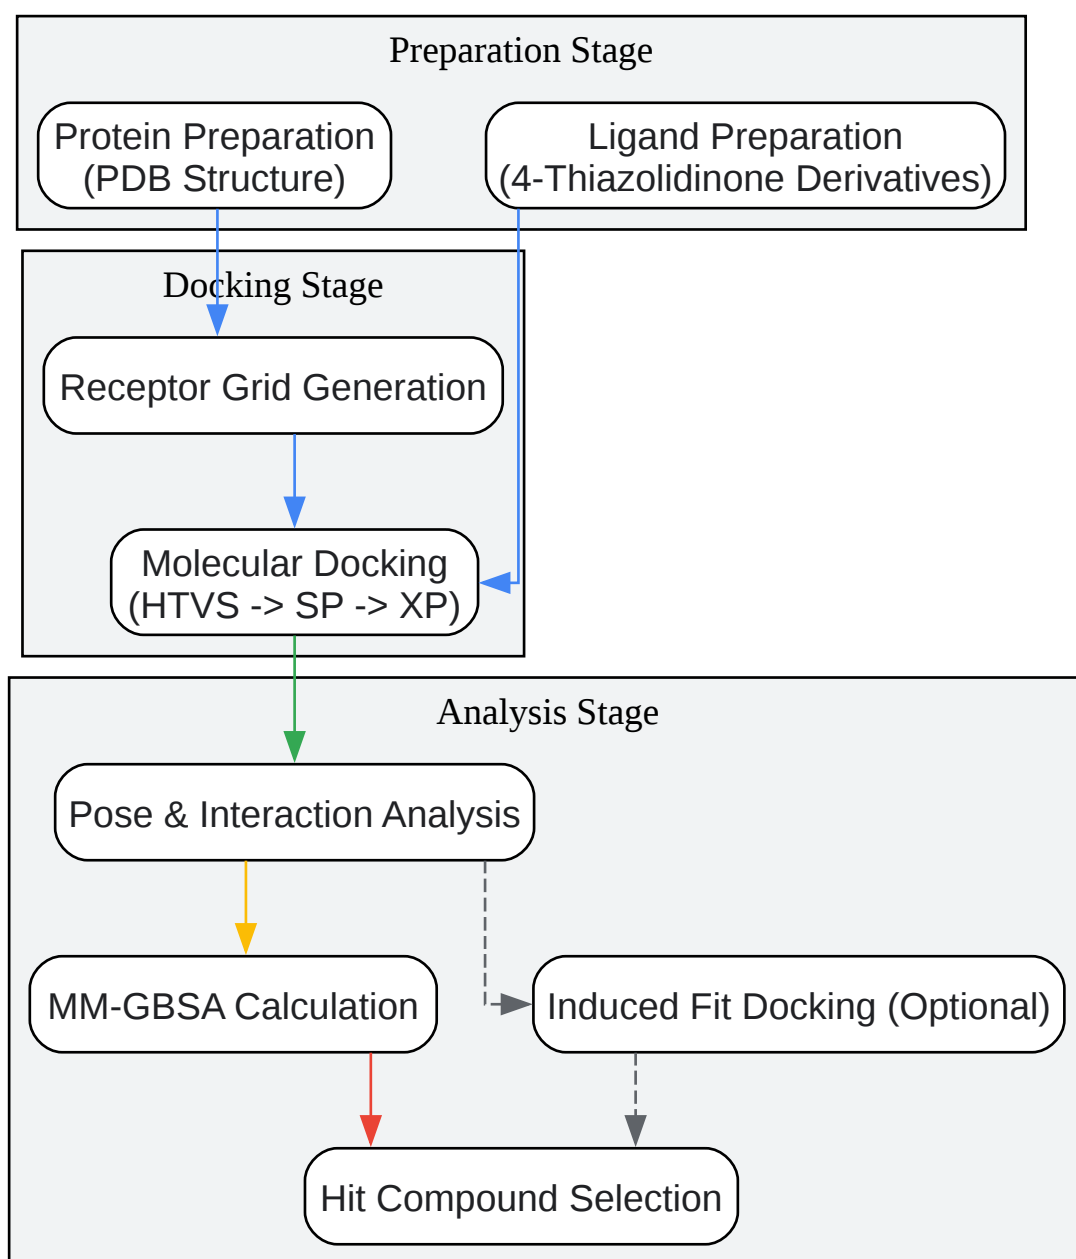 Preparation Stage
Protein Preparation
(PDB Structure)
Ligand Preparation
(4-Thiazolidinone Derivatives)
Docking Stage
Receptor Grid Generation
Molecular Docking
(HTVS -> SP -> XP)
Analysis Stage
Pose & Interaction Analysis
MM-GBSA Calculation
Induced Fit Docking (Optional)
Hit Compound Selection